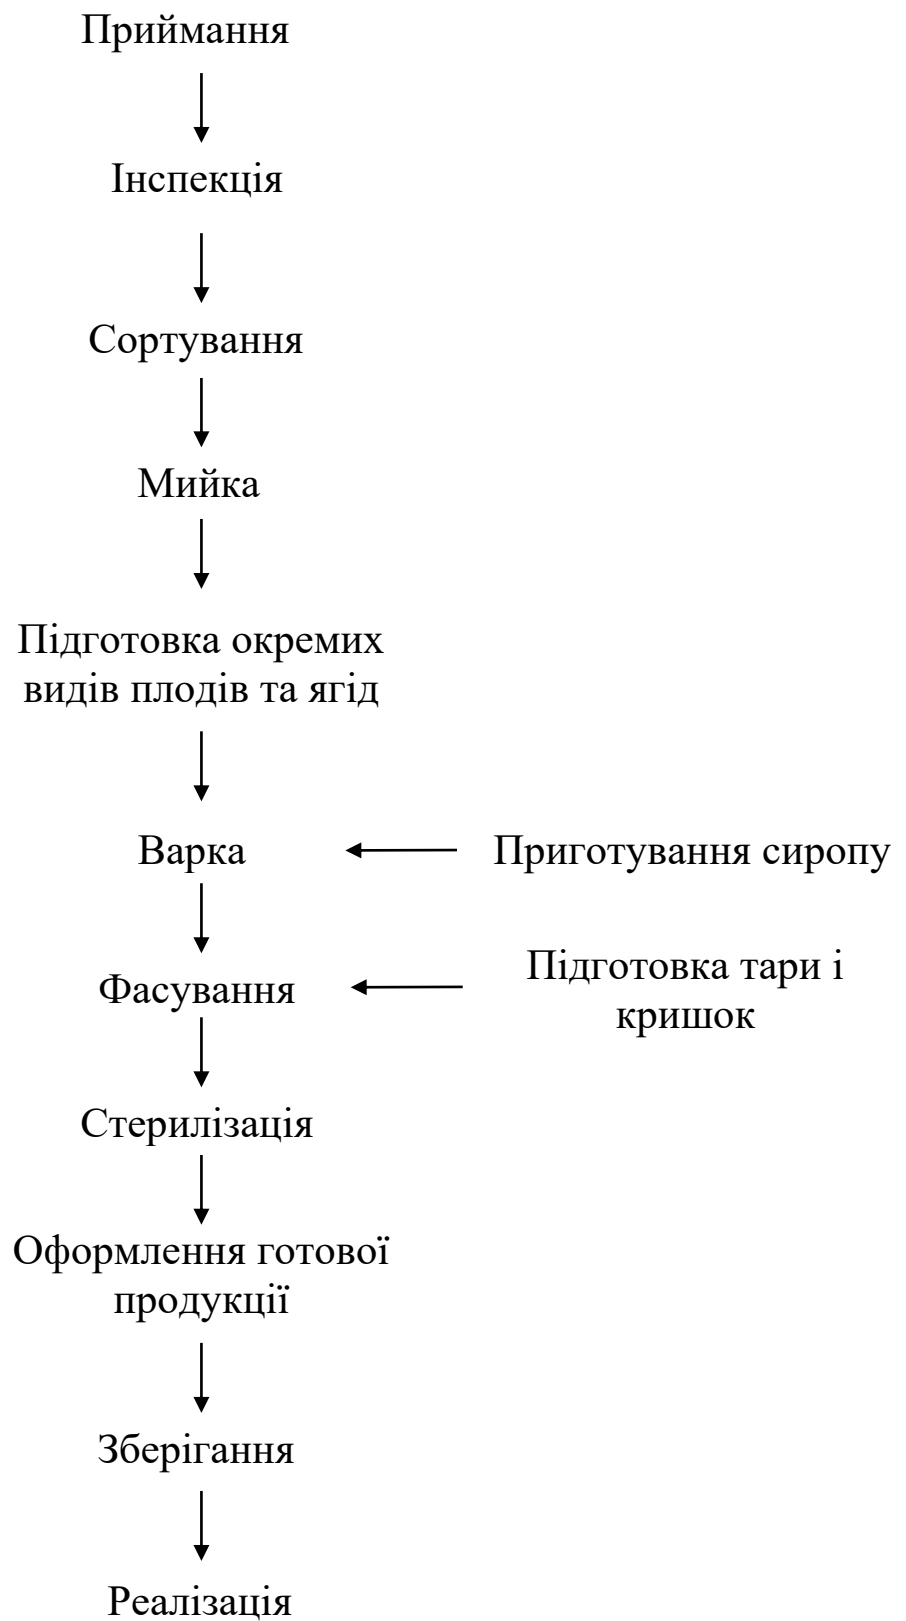 Приймання
Інспекція
Сортування
Мийка
Підготовка окремих
видів плодів та ягід
Варка
Приготування сиропу
Фасування
Підготовка тари і
кришок
Стерилізація
Оформлення готової
продукції
Зберігання
Реалізація